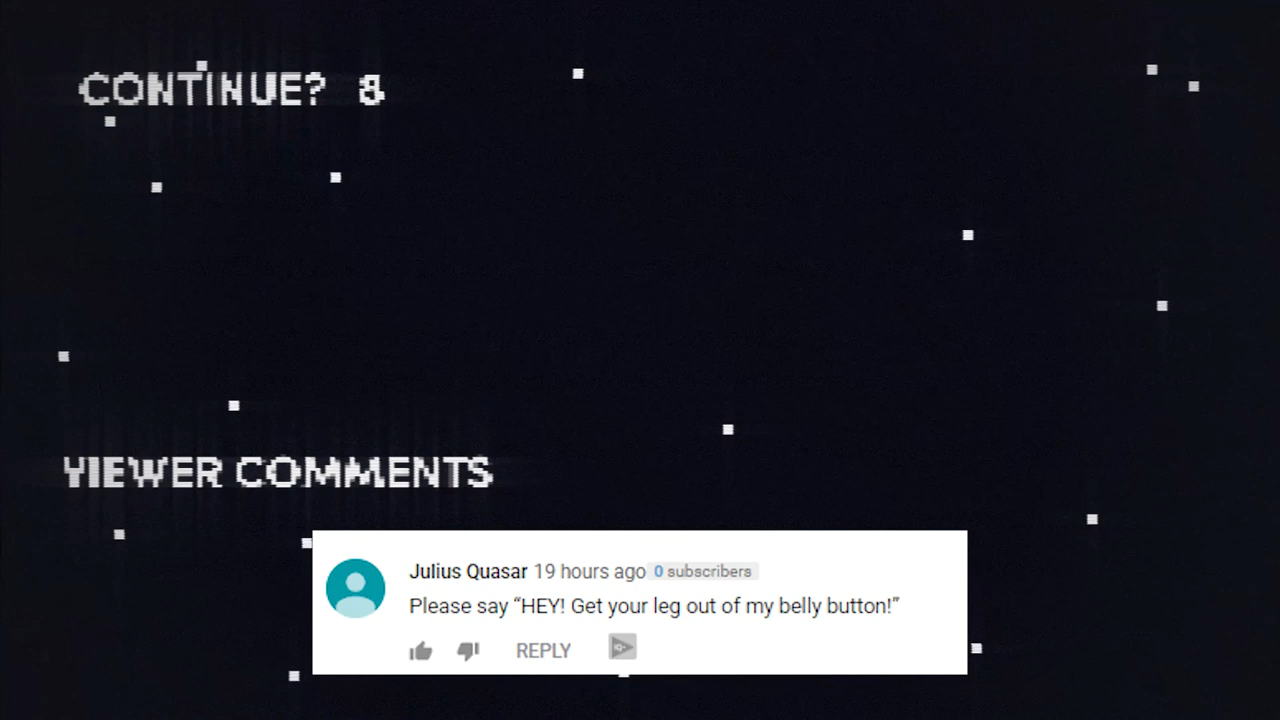 CONTINUE? 8
VIEWER COMMENTS
Julius Quasar 19 hours ago 0 subscribers
Please say “HEY! Get your leg out of my belly button!”
REPLY